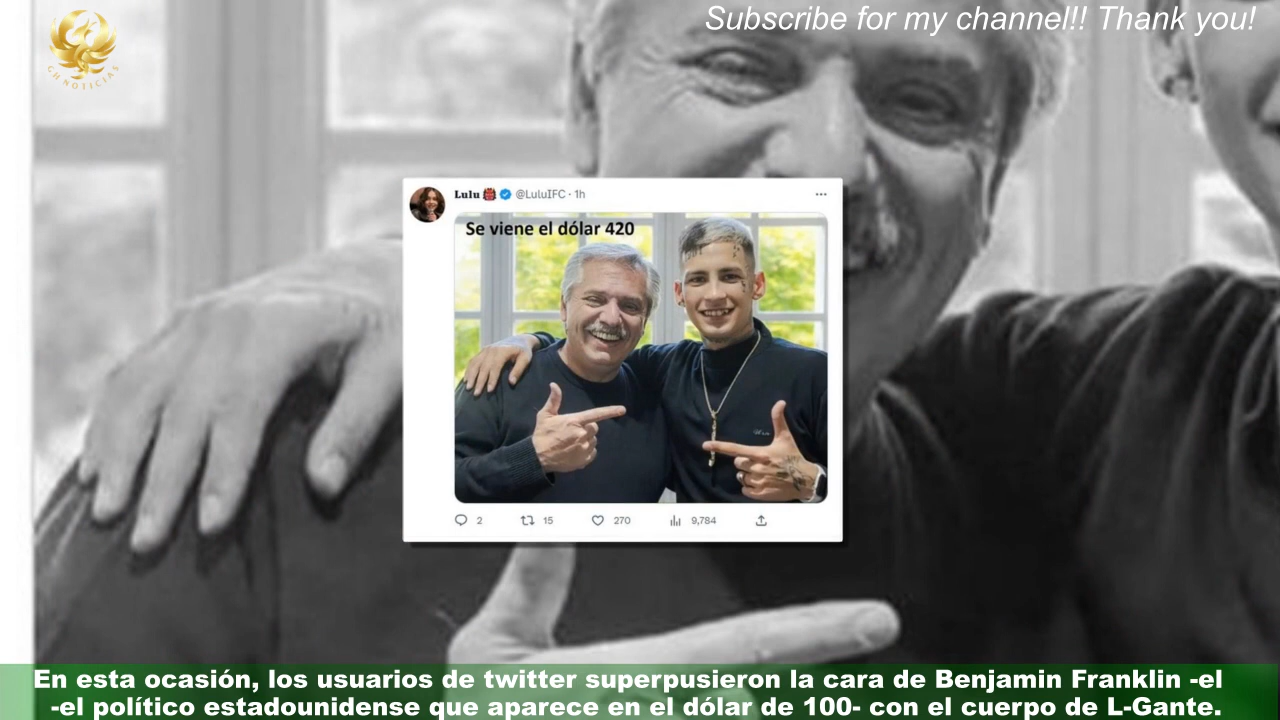 Subscribe for my channel!! Thank you!
CH NOTICIAS
Lulu @LuluIFC · 1h
Se viene el dólar 420
2 15 270 9,784
En esta ocasión, los usuarios de twitter superpusieron la cara de Benjamin Franklin -el
-el político estadounidense que aparece en el dólar de 100- con el cuerpo de L-Gante.